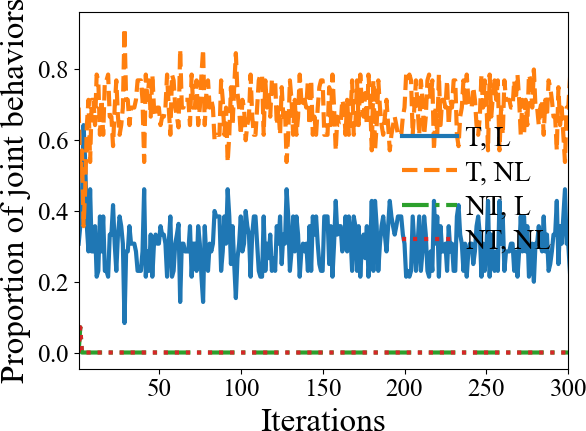 Proportion of joint behaviors
0.8
0.6
0.4
0.2
0.0
T, L
T, NL
NT, L
NT, NL
50
100
150
200
250
300
Iterations